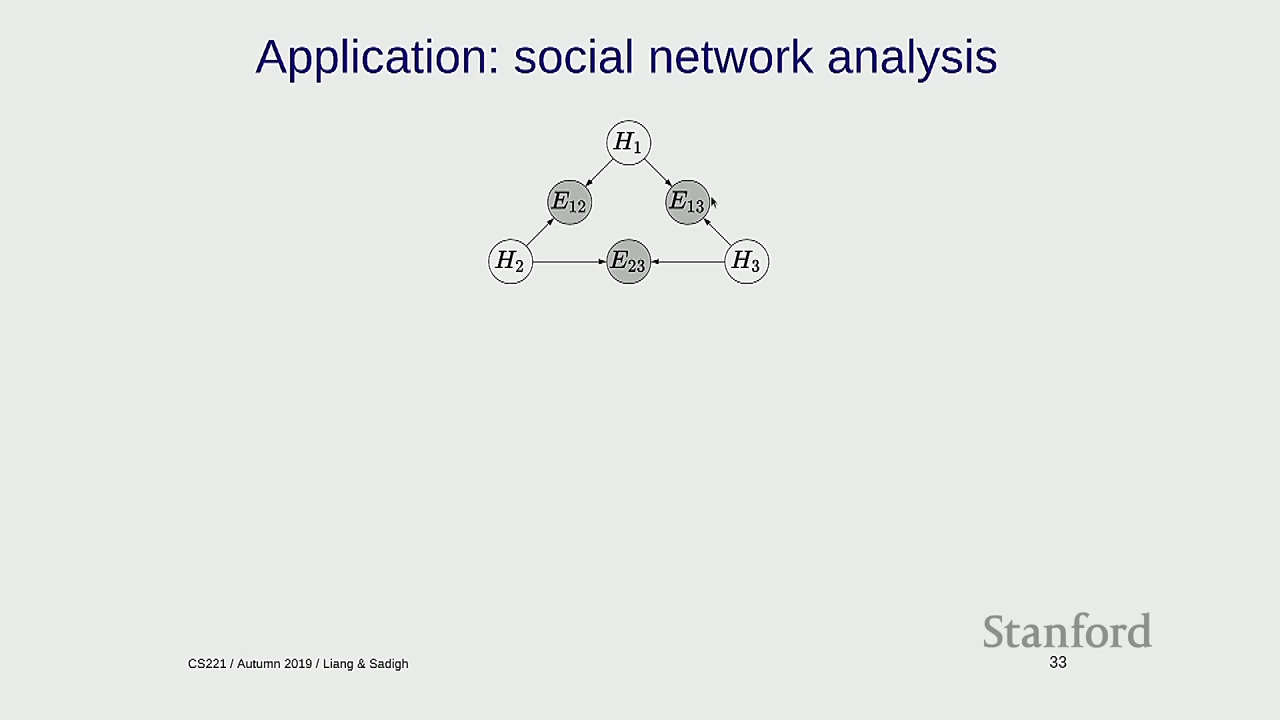 Application: social network analysis
H1
E12 E13
H2 E23 H3
Stanford
CS221 / Autumn 2019 / Liang & Sadigh 33